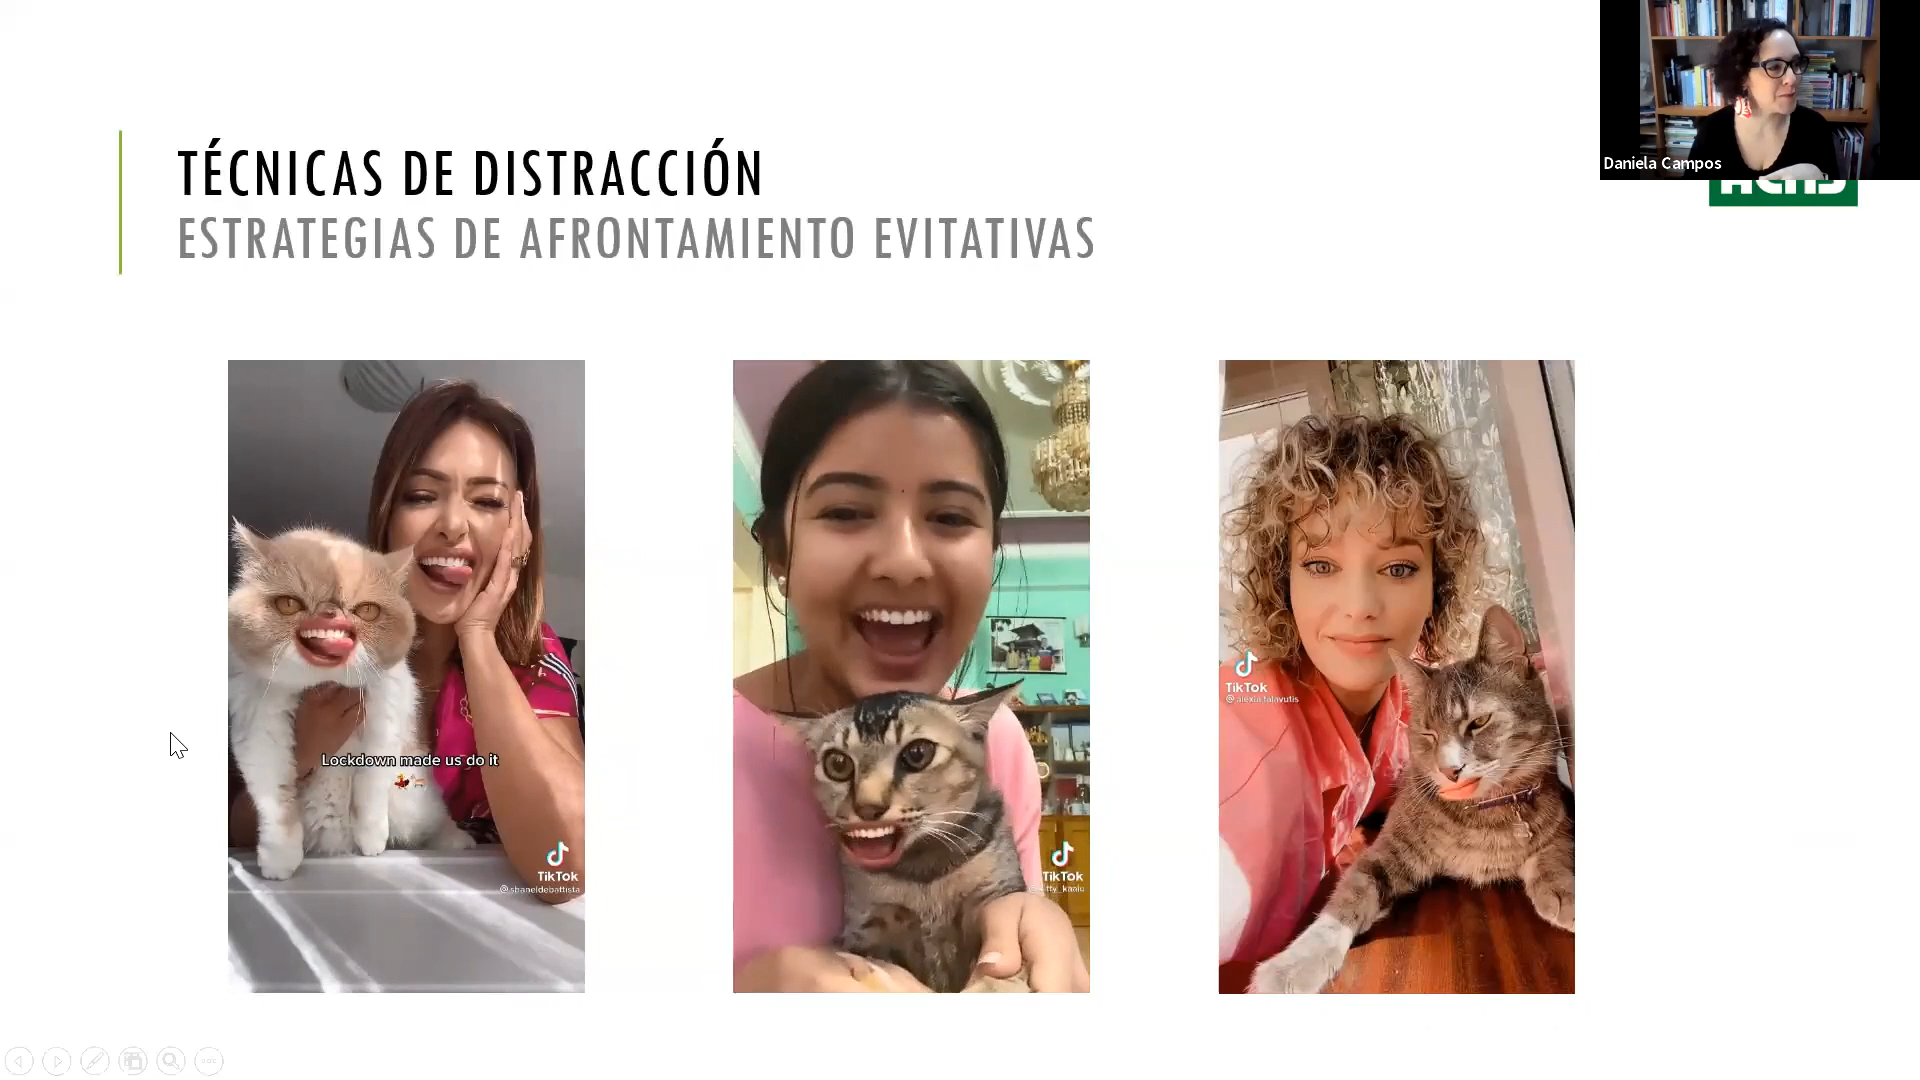 TÉCNICAS DE DISTRACCIÓN
ESTRATEGIAS DE AFRONTAMIENTO EVITATIVAS
Daniela Campos
Lockdown made us do it
TikTok
@shaneldebattista
TikTok
TikTok